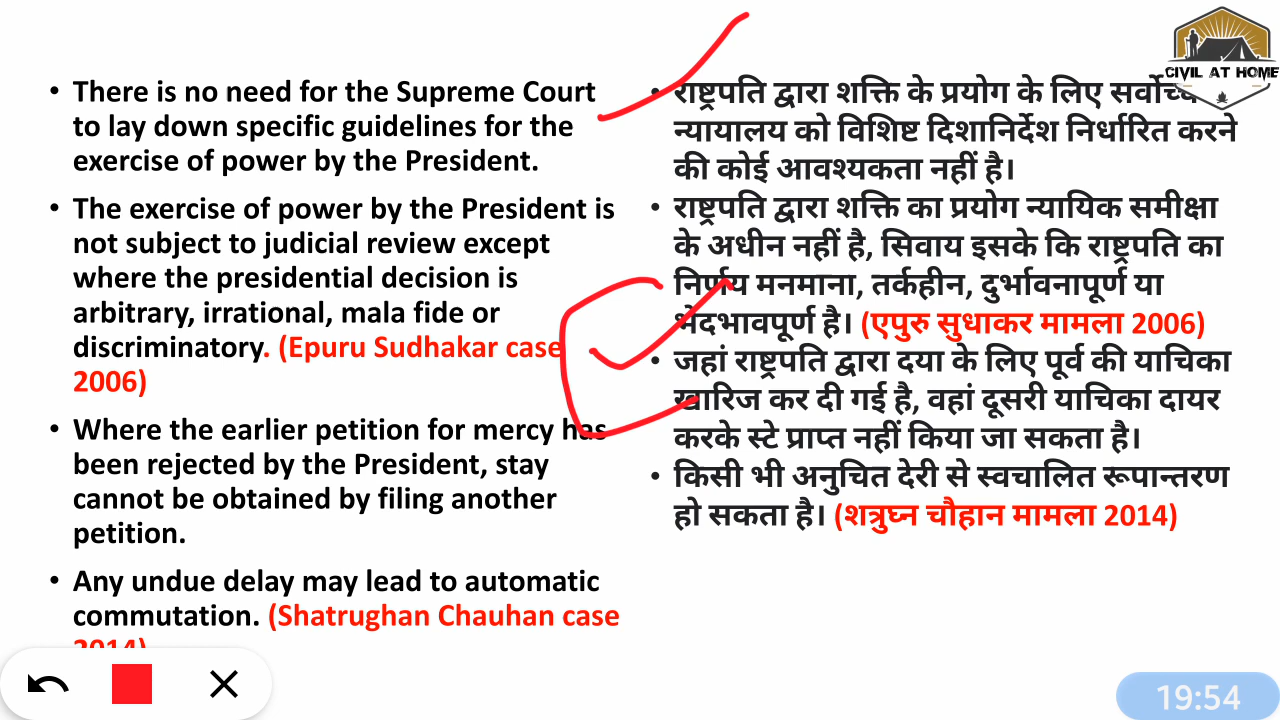 • There is no need for the Supreme Court
to lay down specific guidelines for the
exercise of power by the President.
• The exercise of power by the President is
not subject to judicial review except
where the presidential decision is
arbitrary, irrational, mala fide or
discriminatory. (Epuru Sudhakar case
2006)
• Where the earlier petition for mercy has
been rejected by the President, stay
cannot be obtained by filing another
petition.
• Any undue delay may lead to automatic
commutation. (Shatrughan Chauhan case
2014)
• राष्ट्रपति द्वारा शक्ति के प्रयोग के लिए सर्वोच्च
न्यायालय को विशिष्ट दिशानिर्देश निर्धारित करने
की कोई आवश्यकता नहीं है।
• राष्ट्रपति द्वारा शक्ति का प्रयोग न्यायिक समीक्षा
के अधीन नहीं है, सिवाय इसके कि राष्ट्रपति का
निर्णय मनमाना, तर्कहीन, दुर्भावनापूर्ण या
भेदभावपूर्ण है। (एपुरु सुधाकर मामला 2006)
• जहां राष्ट्रपति द्वारा दया के लिए पूर्व की याचिका
खारिज कर दी गई है, वहां दूसरी याचिका दायर
करके स्टे प्राप्त नहीं किया जा सकता है।
• किसी भी अनुचित देरी से स्वचालित रूपान्तरण
हो सकता है। (शत्रुघ्न चौहान मामला 2014)
CIVIL AT HOME
19:54